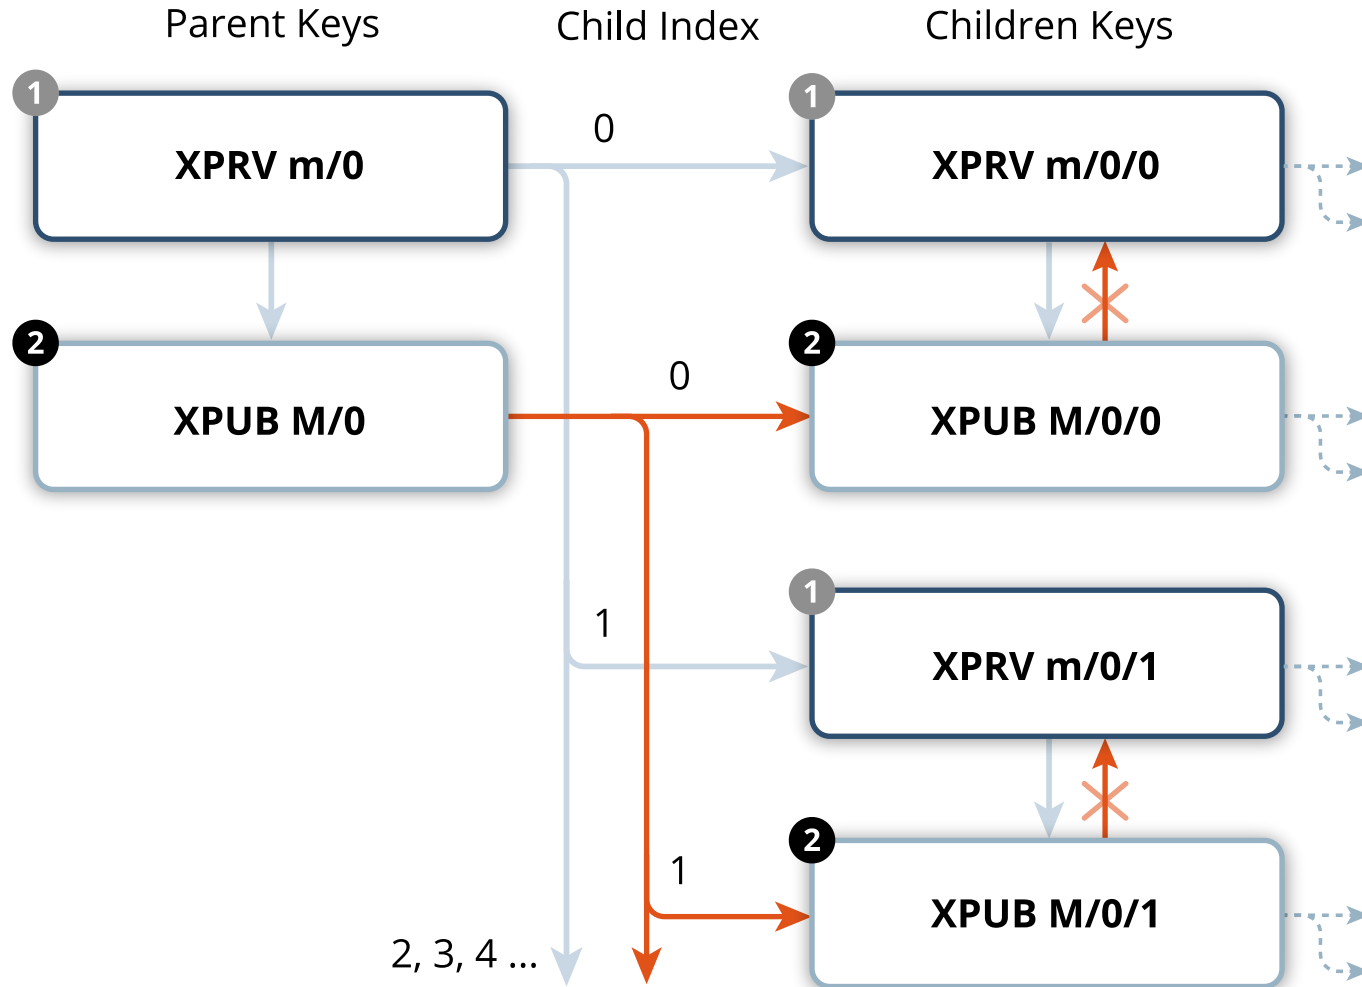 Parent Keys
Child Index
Children Keys
1
XPRV m/0
0
1
XPRV m/0/0
2
XPUB M/0
0
2
XPUB M/0/0
1
1
XPRV m/0/1
1
2
XPUB M/0/1
2, 3, 4 ...